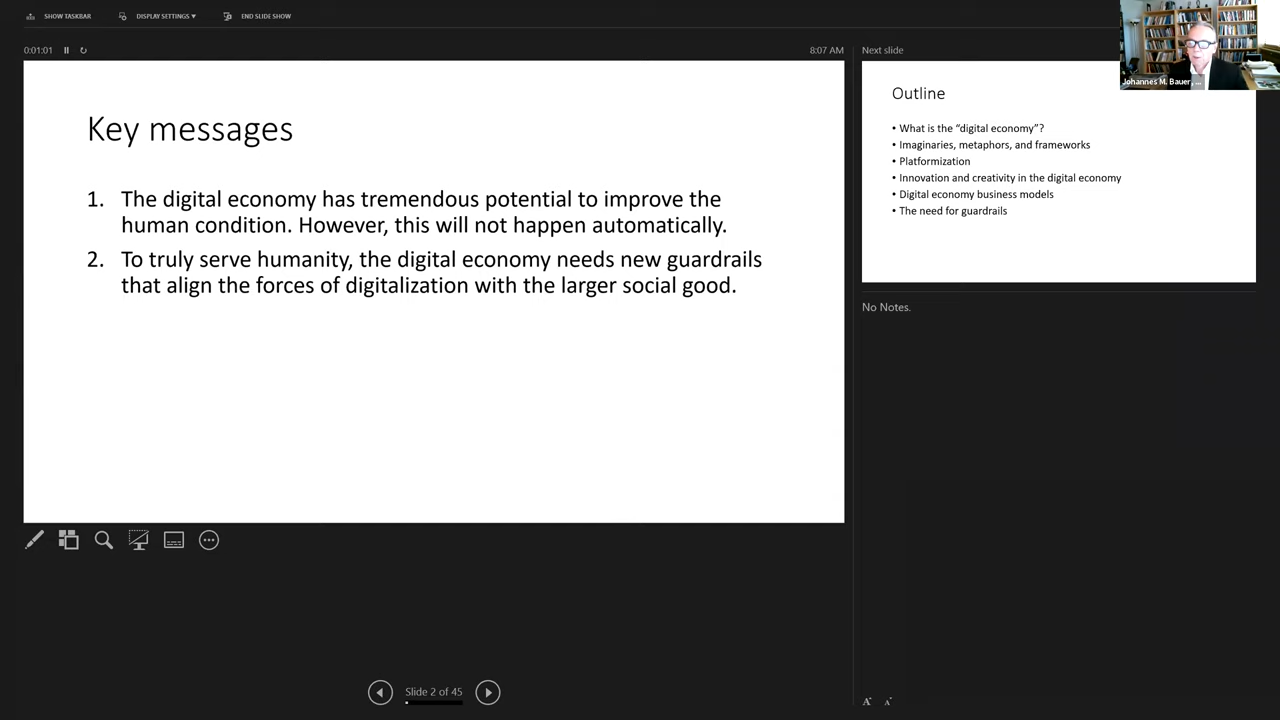 SHOW TASKBAR DISPLAY SETTINGS ▾ END SLIDE SHOW
0:01:01 8:07 AM
Key messages
1. The digital economy has tremendous potential to improve the
human condition. However, this will not happen automatically.
2. To truly serve humanity, the digital economy needs new guardrails
that align the forces of digitalization with the larger social good.
Slide 2 of 45
Next slide
Johannes M. Bauer, ...
Outline
• What is the “digital economy”?
• Imaginaries, metaphors, and frameworks
• Platformization
• Innovation and creativity in the digital economy
• Digital economy business models
• The need for guardrails
No Notes.
A A